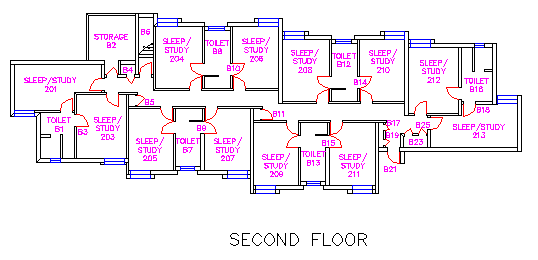 STORAGE
B2
B6
B4
SLEEP/
STUDY
204
TOILET
B8
SLEEP/
STUDY
206
B10
SLEEP/
STUDY
208
TOILET
B12
SLEEP/
STUDY
210
B14
SLEEP/
STUDY
212
TOILET
B16
B18
SLEEP/STUDY
201
B5
TOILET
B1
B3
SLEEP/
STUDY
203
SLEEP/
STUDY
205
B9
TOILET
B7
SLEEP/
STUDY
207
B11
SLEEP/
STUDY
209
TOILET
B13
B15
SLEEP/
STUDY
211
B17
B19
B21
B23
B25
SLEEP/STUDY
213
SECOND FLOOR